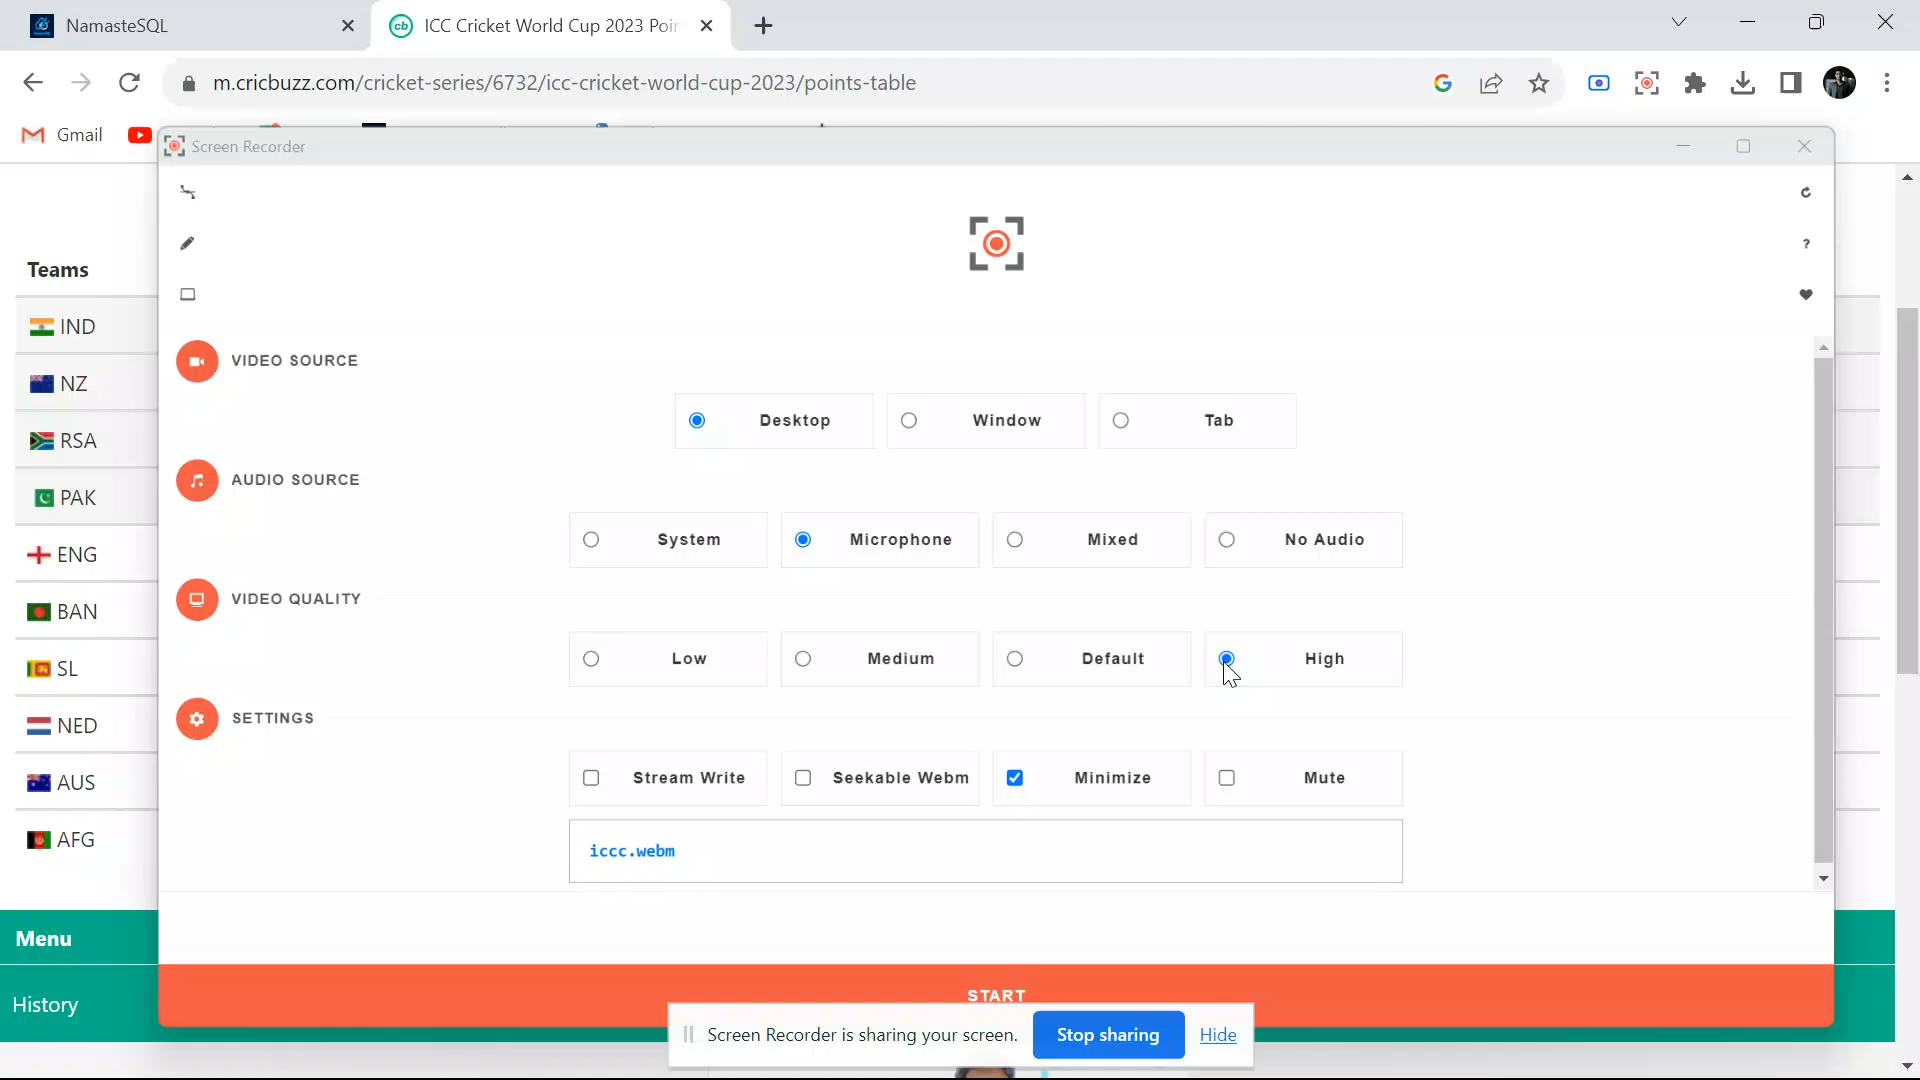 NamasteSQL
ICC Cricket World Cup 2023 Poin
m.cricbuzz.com/cricket-series/6732/icc-cricket-world-cup-2023/points-table
Gmail
Screen Recorder
Teams
IND
NZ
RSA
PAK
ENG
BAN
SL
NED
AUS
AFG
VIDEO SOURCE
Desktop Window Tab
AUDIO SOURCE
System Microphone Mixed No Audio
VIDEO QUALITY
Low Medium Default High
SETTINGS
Stream Write Seekable Webm Minimize Mute
iccc.webm
Menu
History
START
Screen Recorder is sharing your screen. Stop sharing Hide